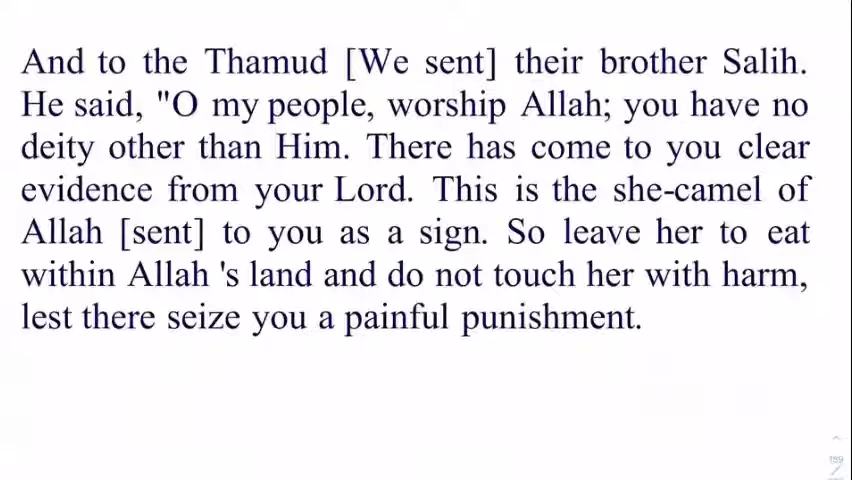 And to the Thamud [We sent] their brother Salih.
He said, "O my people, worship Allah; you have no
deity other than Him. There has come to you clear
evidence from your Lord. This is the she-camel of
Allah [sent] to you as a sign. So leave her to eat
within Allah 's land and do not touch her with harm,
lest there seize you a painful punishment.